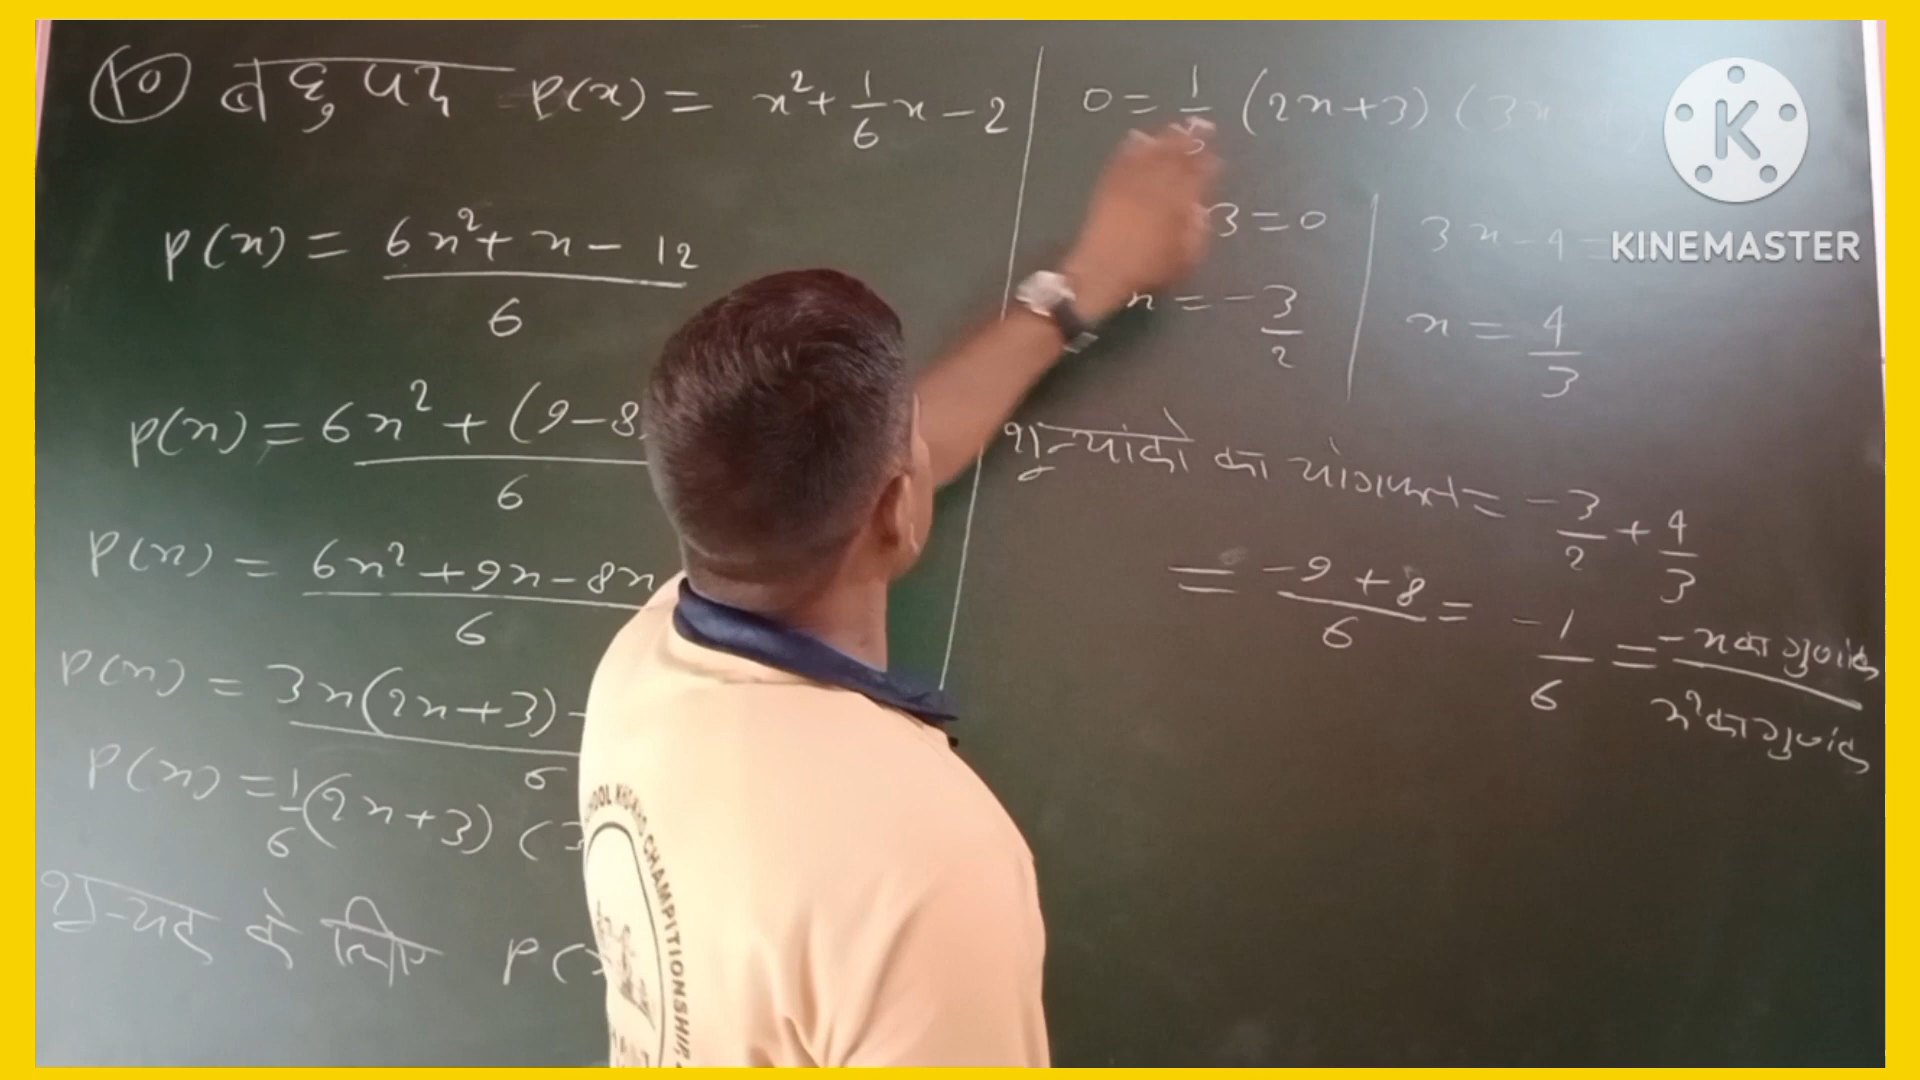 10 बहुपद p(x) = x² + 1/6 x - 2
p(x) = 6x² + x - 12 / 6
p(x) = 6x² + (9 - 8 / 6
p(x) = 6x² + 9x - 8x / 6
p(x) = 3x(2x + 3) - / 6
p(x) = 1/6 (2x + 3) (3
शून्यक के लिए p(x
0 = 1/ (2x + 3) (3x
3 = 0
x = -3/2
3x - 4 =
x = 4/3
शून्यांको का योगफल = -3/2 + 4/3
= -9 + 8 / 6 = -1/6 = -x का गुणांक / x² का गुणांक
K
KINEMASTER
CHAMPITIONSHIP